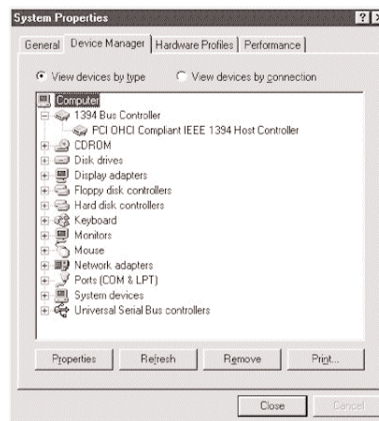 System Properties
General Device Manager Hardware Profiles Performance
View devices by type View devices by connection
Computer
1394 Bus Controller
PCI OHCI Compliant IEEE 1394 Host Controller
CDROM
Disk drives
Display adapters
Floppy disk controllers
Hard disk controllers
Keyboard
Monitors
Mouse
Network adapters
Ports (COM & LPT)
System devices
Universal Serial Bus controllers
Properties Refresh Remove Print...
Close Cancel